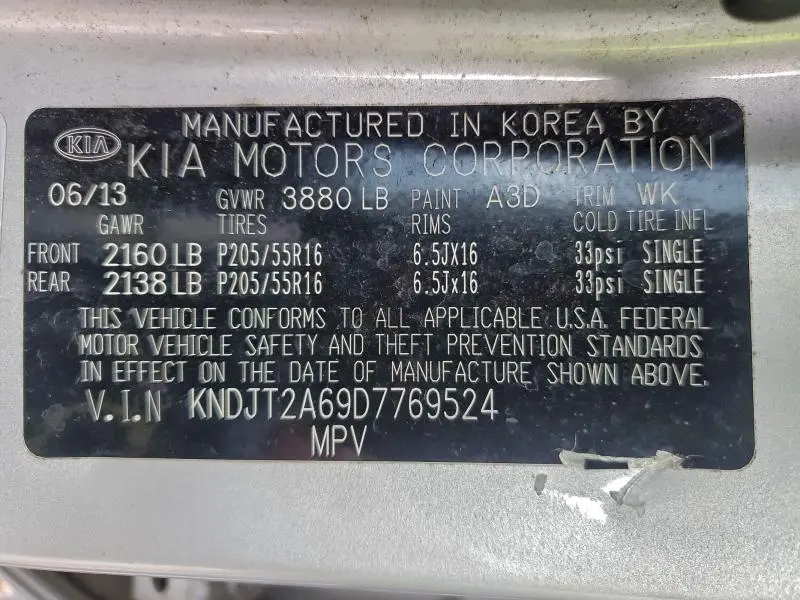 MANUFACTURED IN KOREA BY
KIA KIA MOTORS CORPORATION
06/13 GVWR 3880 LB PAINT A3D TRIM WK
GAWR TIRES RIMS COLD TIRE INFL
FRONT 2160 LB P205/55R16 6.5JX16 33psi SINGLE
REAR 2138 LB P205/55R16 6.5Jx16 33psi SINGLE
THIS VEHICLE CONFORMS TO ALL APPLICABLE U.S.A. FEDERAL
MOTOR VEHICLE SAFETY AND THEFT PREVENTION STANDARDS
IN EFFECT ON THE DATE OF MANUFACTURE SHOWN ABOVE.
V.I.N KNDJT2A69D7769524
MPV